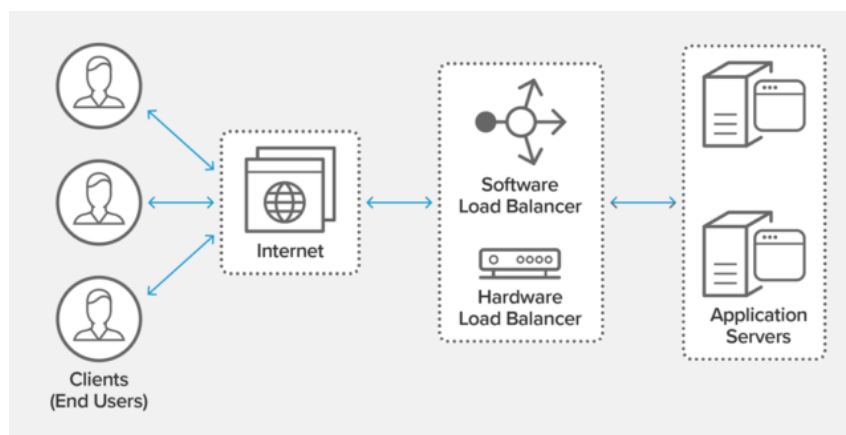 Clients
(End Users)
Internet
Software
Load Balancer
Hardware
Load Balancer
Application
Servers